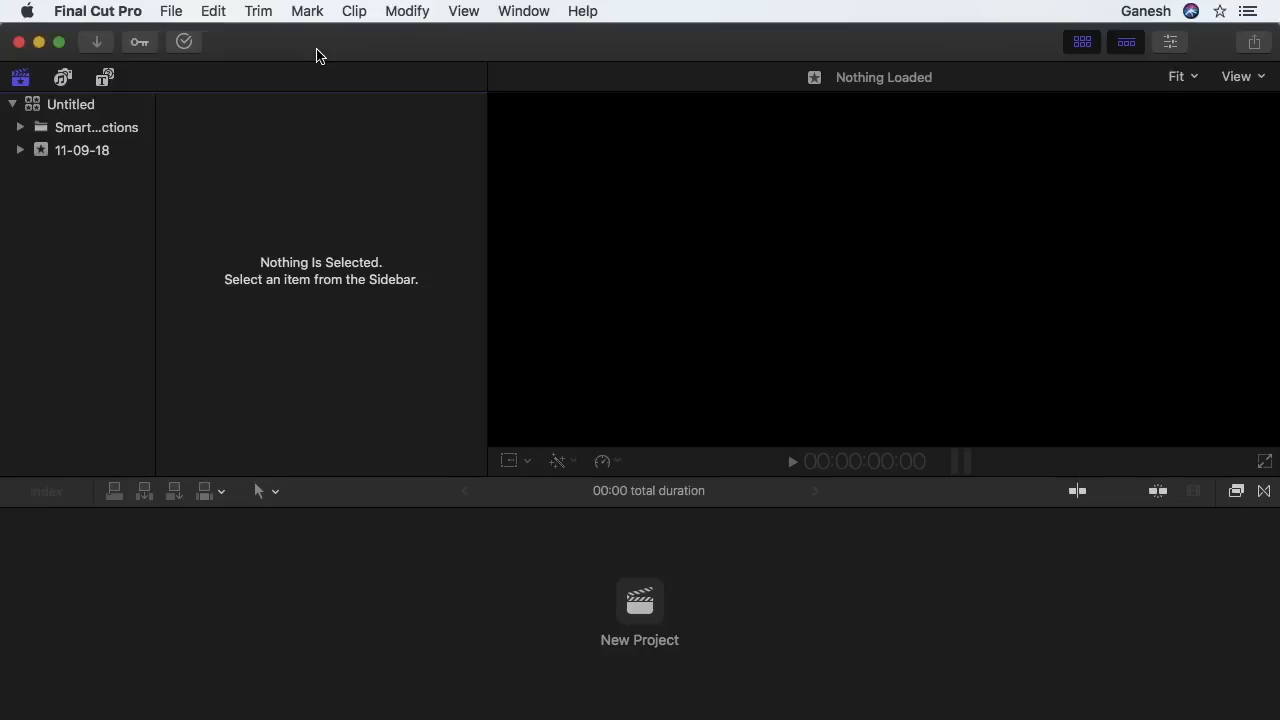 Final Cut Pro File Edit Trim Mark Clip Modify View Window Help Ganesh
Nothing Loaded Fit View
Untitled
Smart...ctions
11-09-18
Nothing Is Selected.
Select an item from the Sidebar.
00:00:00:00
Index 00:00 total duration
New Project